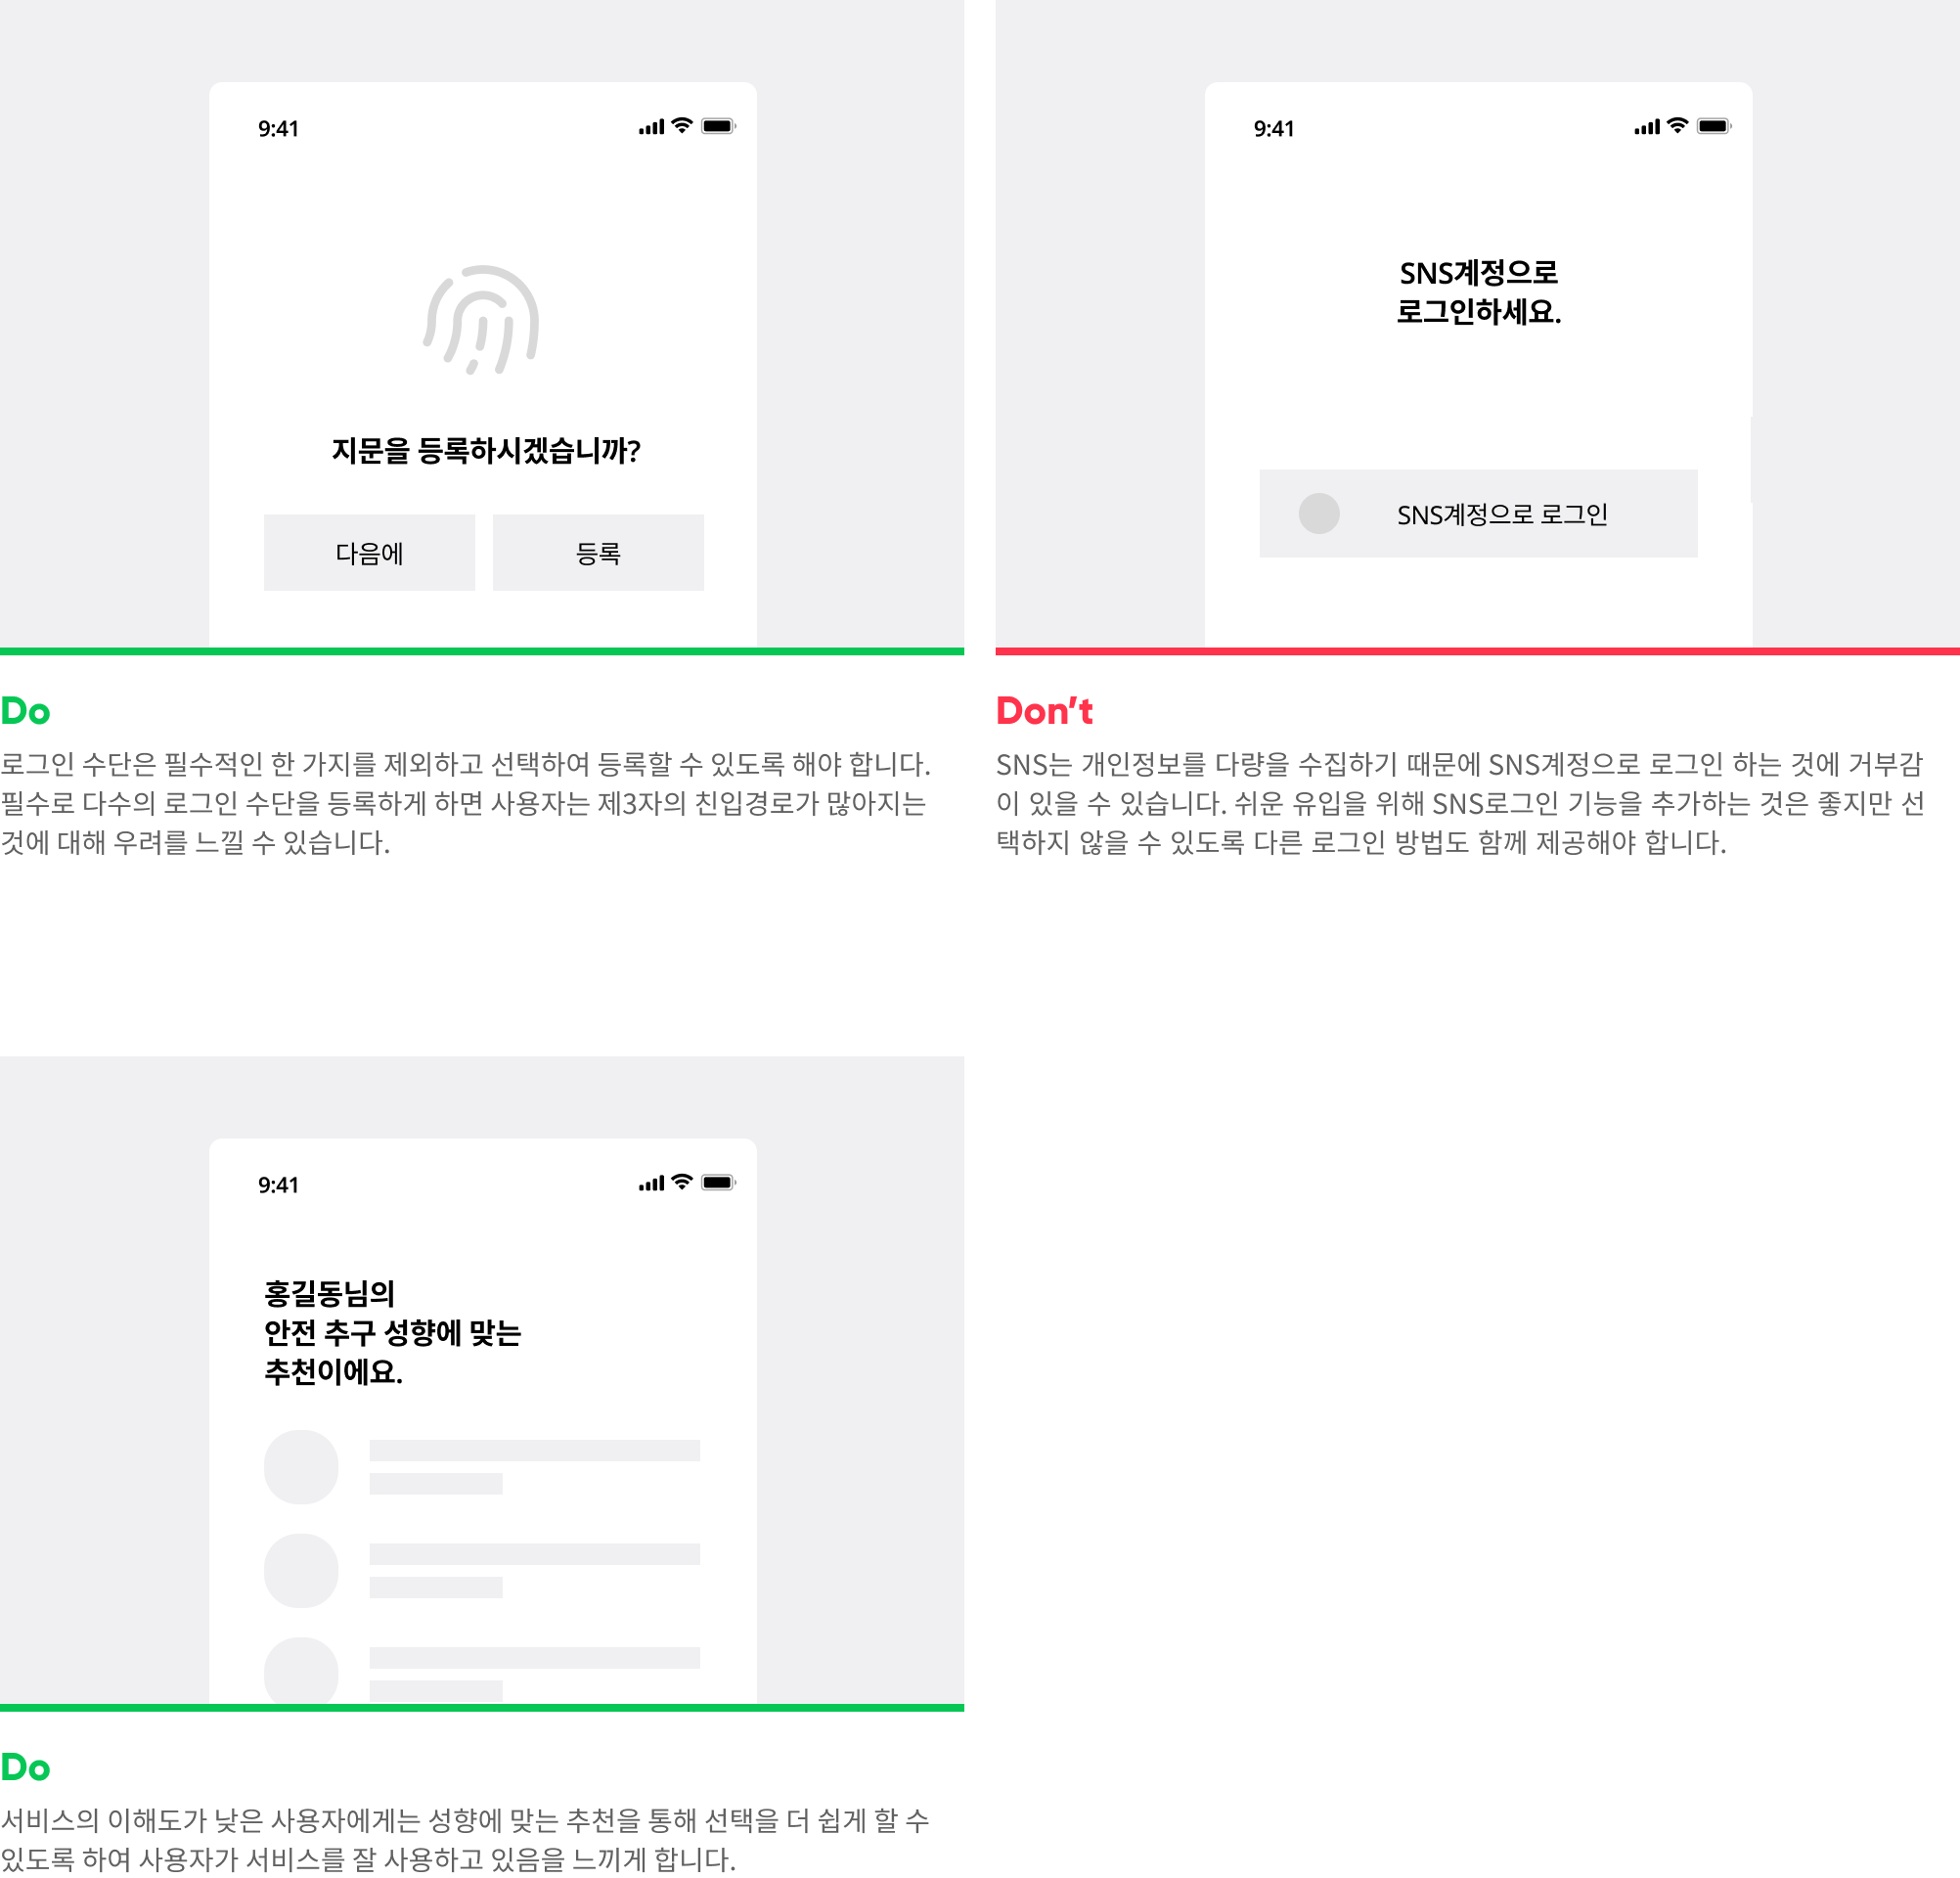 9:41
지문을 등록하시겠습니까?
다음에
등록
Do
로그인 수단은 필수적인 한 가지를 제외하고 선택하여 등록할 수 있도록 해야 합니다.
필수로 다수의 로그인 수단을 등록하게 하면 사용자는 제3자의 친입경로가 많아지는
것에 대해 우려를 느낄 수 있습니다.
9:41
SNS계정으로
로그인하세요.
SNS계정으로 로그인
Don't
SNS는 개인정보를 다량을 수집하기 때문에 SNS계정으로 로그인 하는 것에 거부감
이 있을 수 있습니다. 쉬운 유입을 위해 SNS로그인 기능을 추가하는 것은 좋지만 선
택하지 않을 수 있도록 다른 로그인 방법도 함께 제공해야 합니다.
9:41
홍길동님의
안전 추구 성향에 맞는
추천이에요.
Do
서비스의 이해도가 낮은 사용자에게는 성향에 맞는 추천을 통해 선택을 더 쉽게 할 수
있도록 하여 사용자가 서비스를 잘 사용하고 있음을 느끼게 합니다.